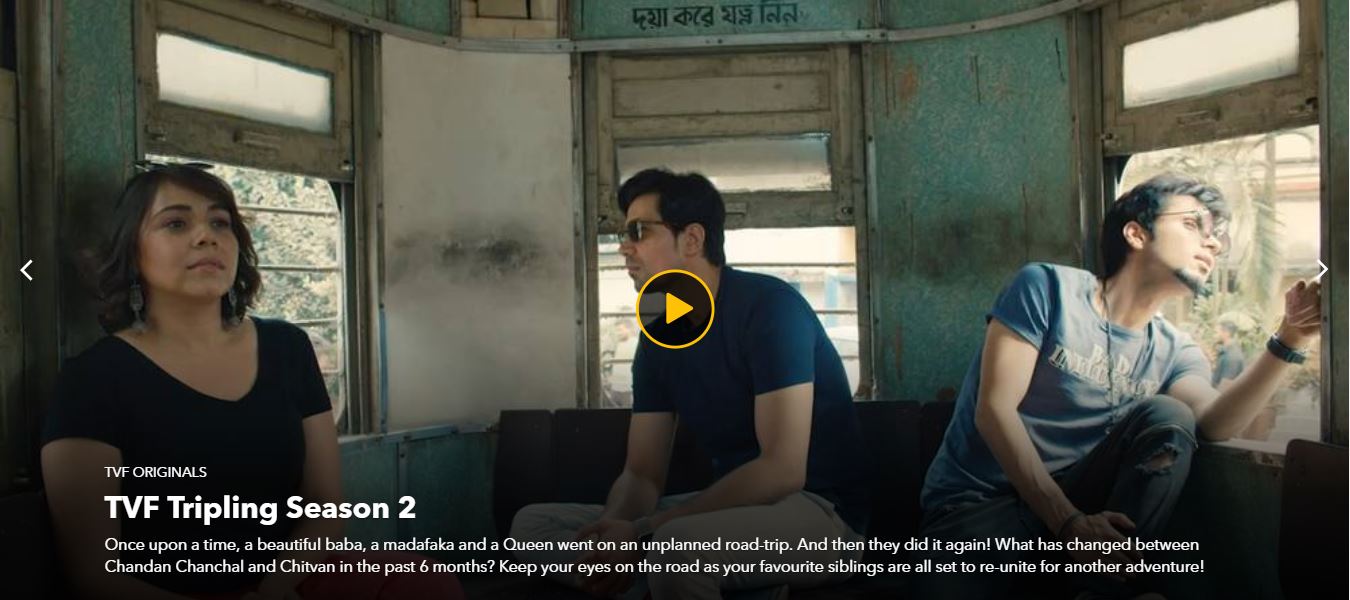 দয়া করে যত্ন নিন
TVF ORIGINALS
TVF Tripling Season 2
Once upon a time, a beautiful baba, a madafaka and a Queen went on an unplanned road-trip. And then they did it again! What has changed between
Chandan Chanchal and Chitvan in the past 6 months? Keep your eyes on the road as your favourite siblings are all set to re-unite for another adventure!